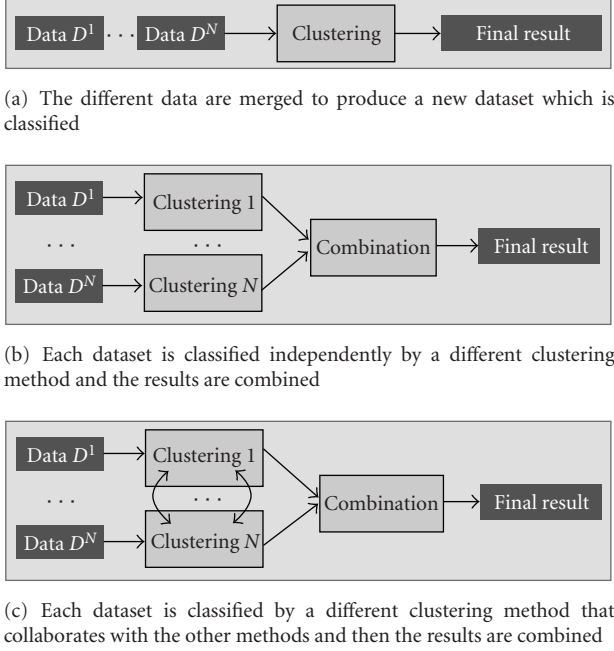 Data D¹ · · · Data Dᴺ Clustering Final result
(a) The different data are merged to produce a new dataset which is
classified
Data D¹ Clustering 1
· · · · · · Combination Final result
Data Dᴺ Clustering N
(b) Each dataset is classified independently by a different clustering
method and the results are combined
Data D¹ Clustering 1
· · · · · · Combination Final result
Data Dᴺ Clustering N
(c) Each dataset is classified by a different clustering method that
collaborates with the other methods and then the results are combined